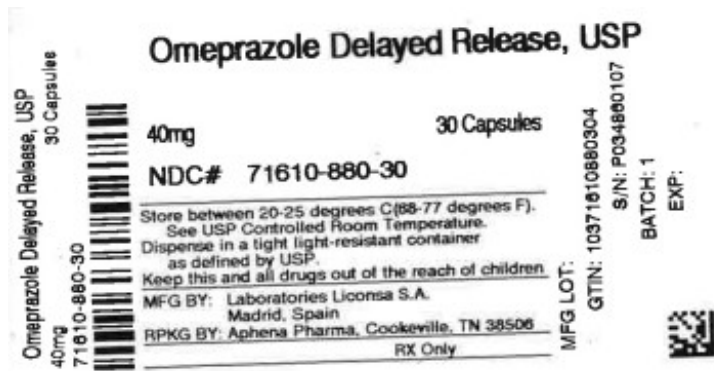 Omeprazole Delayed Release, USP
40mg 30 Capsules
71610-880-30
Omeprazole Delayed Release, USP
40mg 30 Capsules
NDC# 71610-880-30
Store between 20-25 degrees C(68-77 degrees F).
See USP Controlled Room Temperature.
Dispense in a tight light-resistant container
as defined by USP.
Keep this and all drugs out of the reach of children
MFG BY: Laboratories Liconsa S.A.
Madrid, Spain
RPKG BY: Aphena Pharma, Cookeville, TN 38506
RX Only
MFG LOT:
GTIN: 10371610880304
S/N: P034860107
BATCH: 1
EXP: